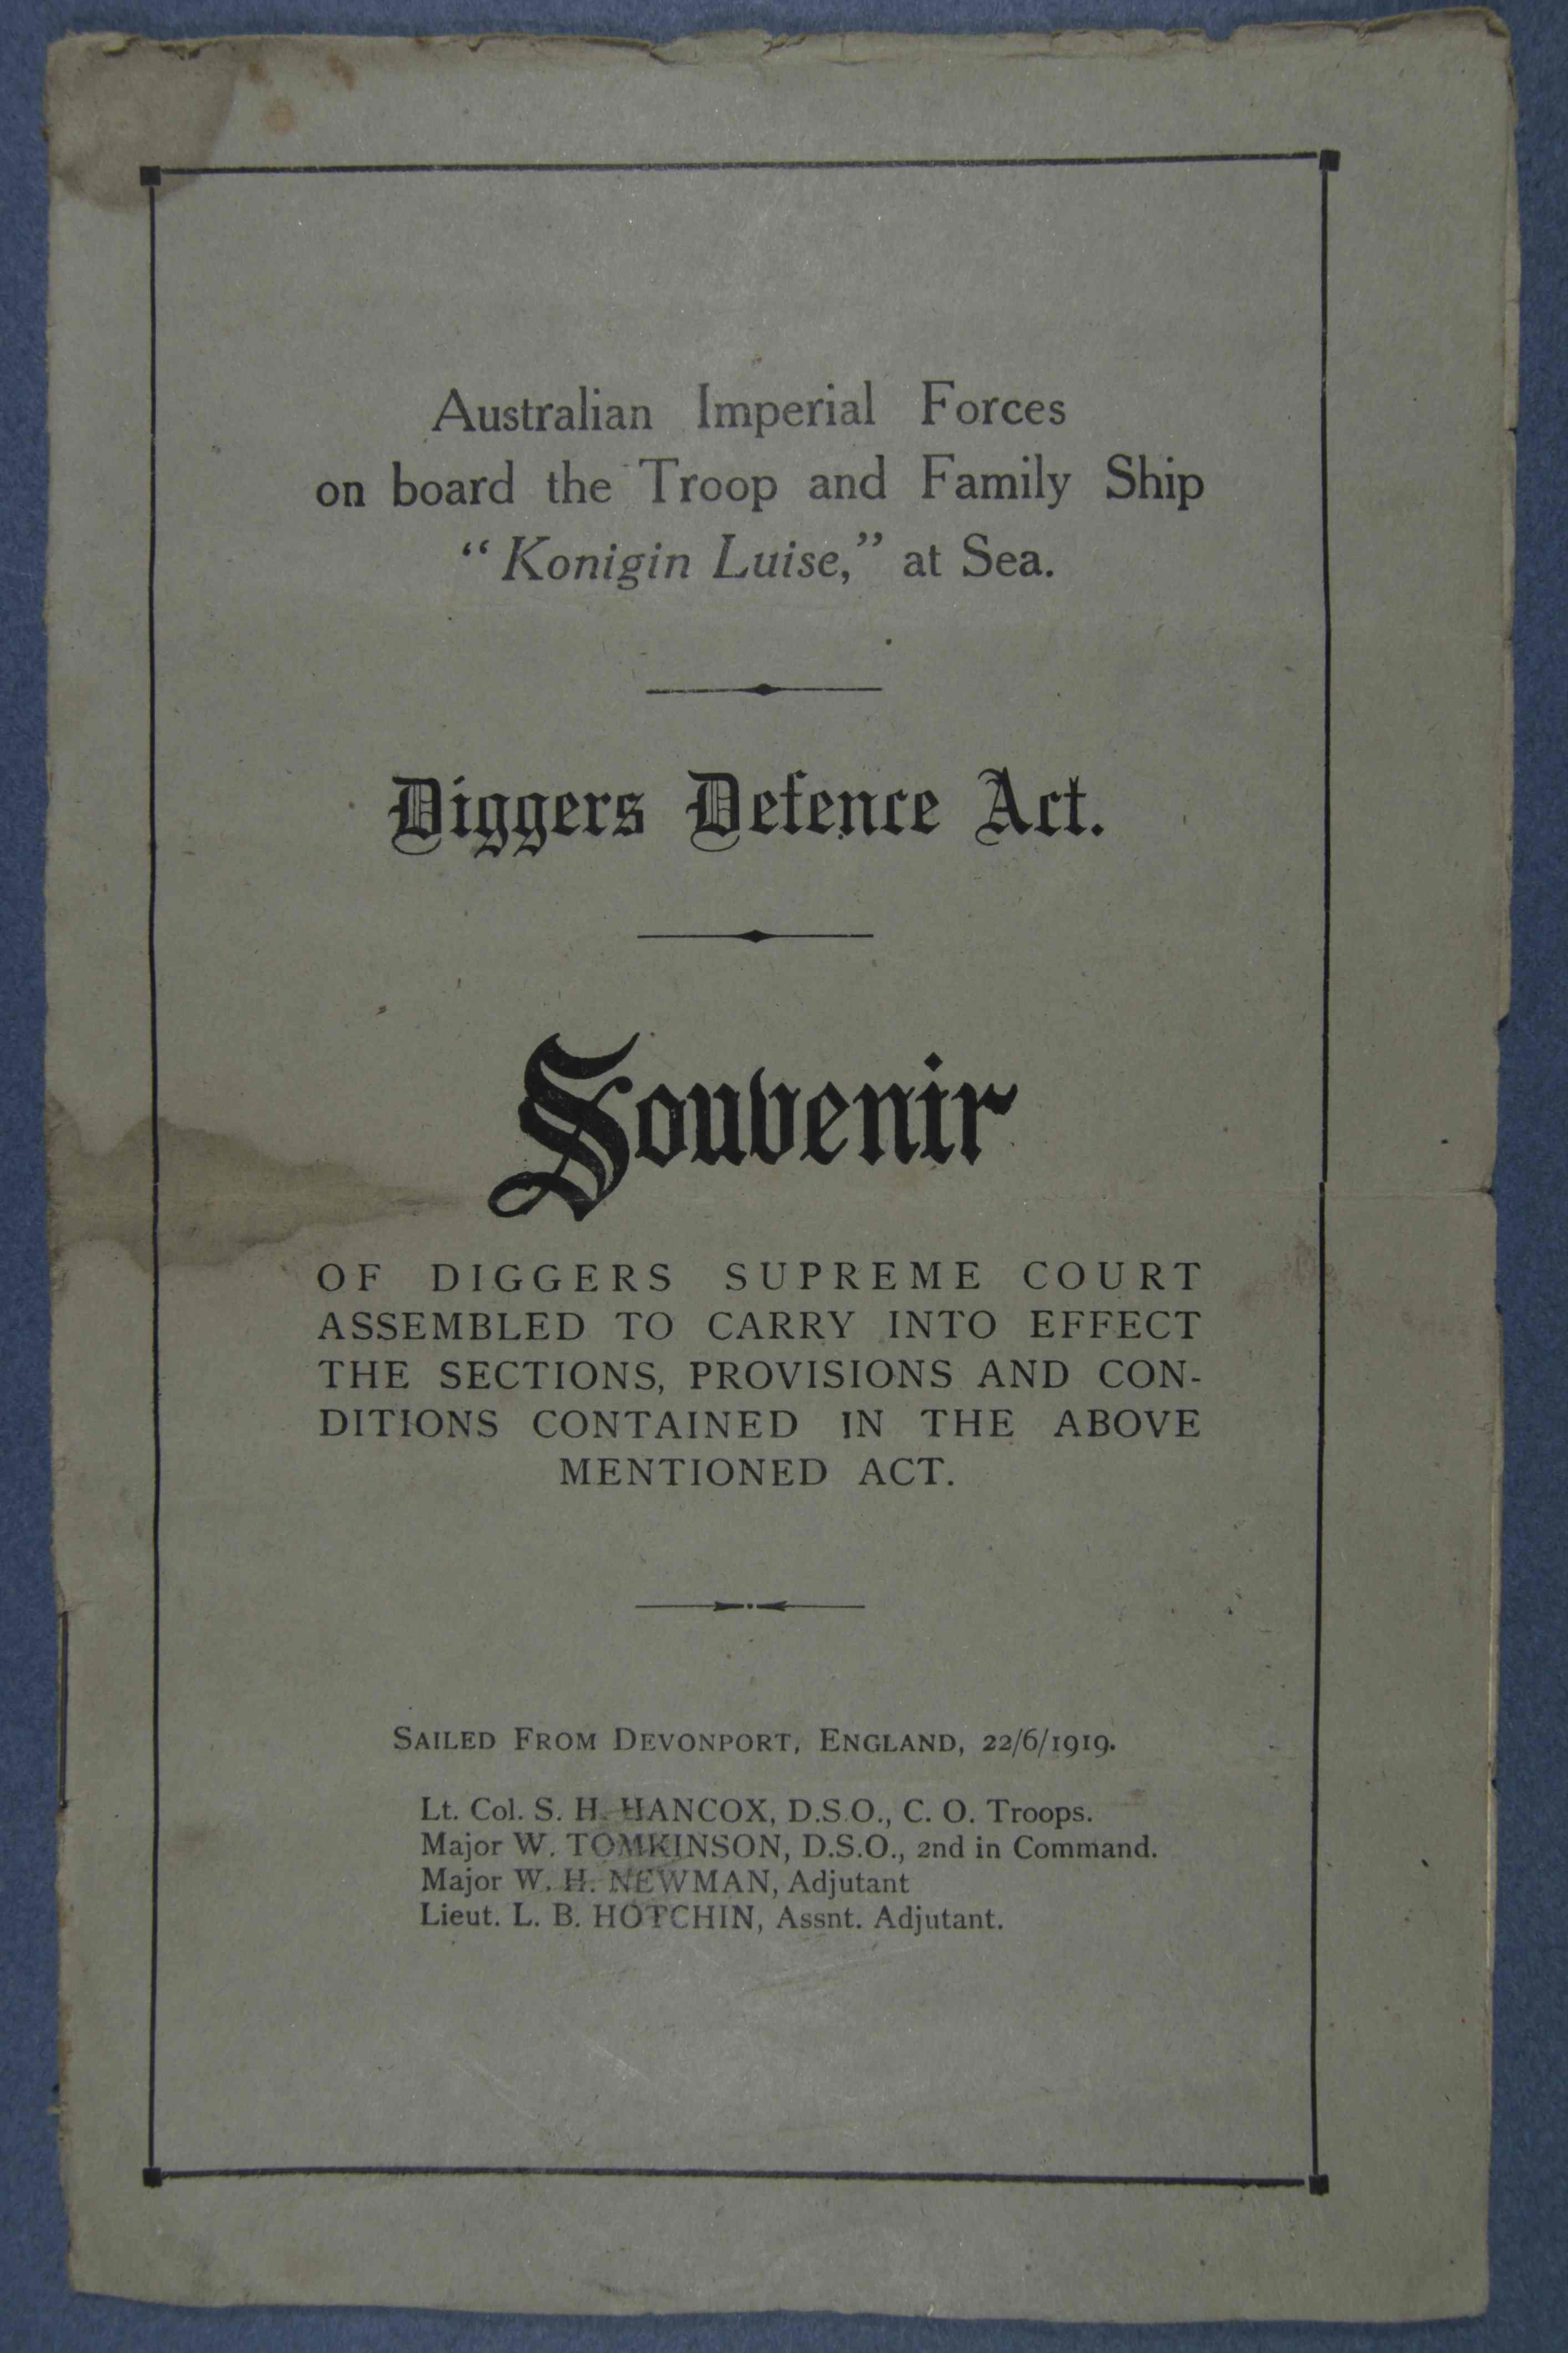 Australian Imperial Forces
on board the Troop and Family Ship
“Konigin Luise,” at Sea.
Diggers Defence Act.
Souvenir
OF DIGGERS SUPREME COURT
ASSEMBLED TO CARRY INTO EFFECT
THE SECTIONS, PROVISIONS AND CON-
DITIONS CONTAINED IN THE ABOVE
MENTIONED ACT.
SAILED FROM DEVONPORT, ENGLAND, 22/6/1919.
Lt. Col. S. H. HANCOX, D.S.O., C. O. Troops.
Major W. TOMKINSON, D.S.O., 2nd in Command.
Major W. H. NEWMAN, Adjutant
Lieut. L. B. HOTCHIN, Assnt. Adjutant.